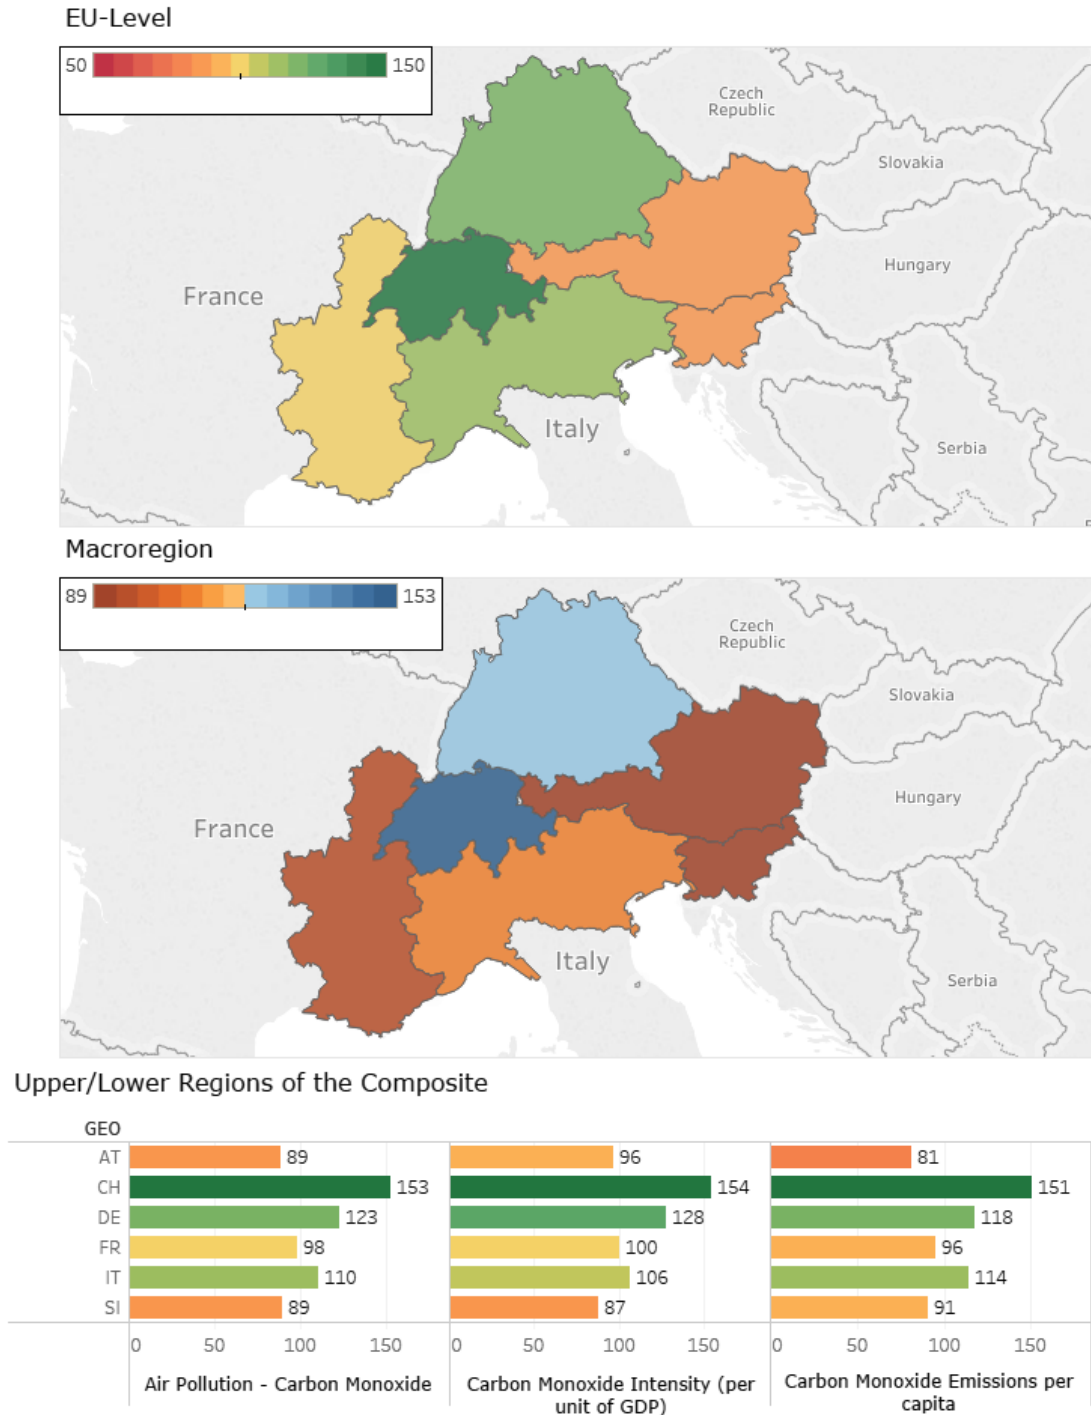 EU-Level
50 150
Czech
Republic
Slovakia
Hungary
France
Italy
Serbia
Macroregion
89 153
Czech
Republic
Slovakia
Hungary
France
Italy
Serbia
Upper/Lower Regions of the Composite
GEO
AT 89 96 81
CH 153 154 151
DE 123 128 118
FR 98 100 96
IT 110 106 114
SI 89 87 91
0 50 100 150 0 50 100 150 0 50 100 150
Air Pollution - Carbon Monoxide
Carbon Monoxide Intensity (per
unit of GDP)
Carbon Monoxide Emissions per
capita